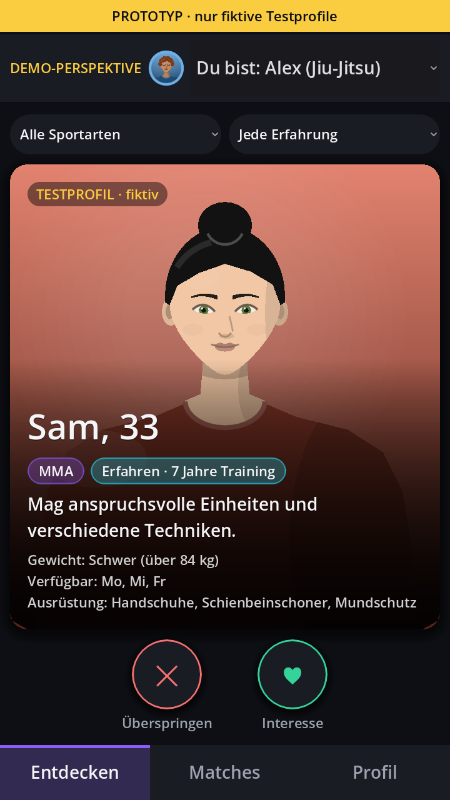 PROTOTYP · nur fiktive Testprofile
DEMO-PERSPEKTIVE
Du bist: Alex (Jiu-Jitsu)
Alle Sportarten
Jede Erfahrung
TESTPROFIL · fiktiv
Sam, 33
MMA
Erfahren · 7 Jahre Training
Mag anspruchsvolle Einheiten und
verschiedene Techniken.
Gewicht: Schwer (über 84 kg)
Verfügbar: Mo, Mi, Fr
Ausrüstung: Handschuhe, Schienbeinschoner, Mundschutz
Überspringen
Interesse
Entdecken
Matches
Profil